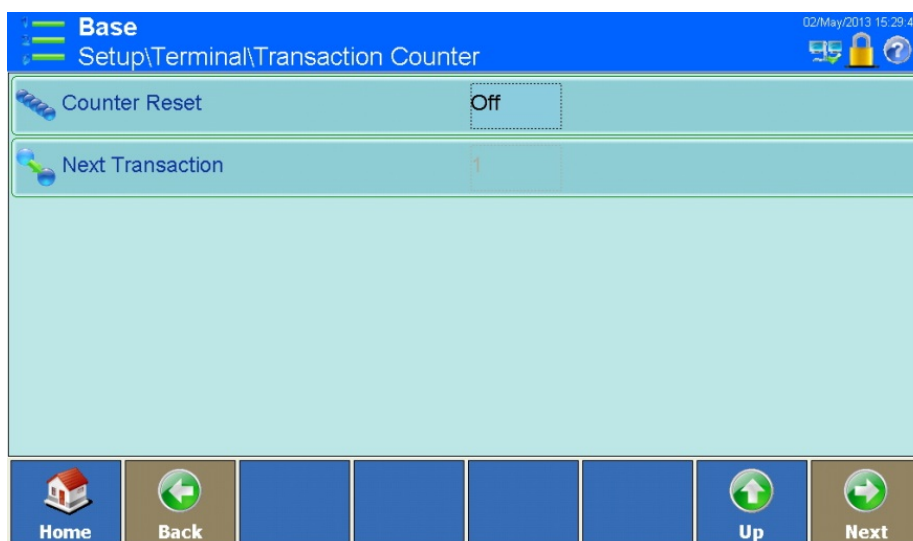 Base
02/May/2013 15:29:4
Setup\Terminal\Transaction Counter
Counter Reset
Off
Next Transaction
1
Home
Back
Up
Next